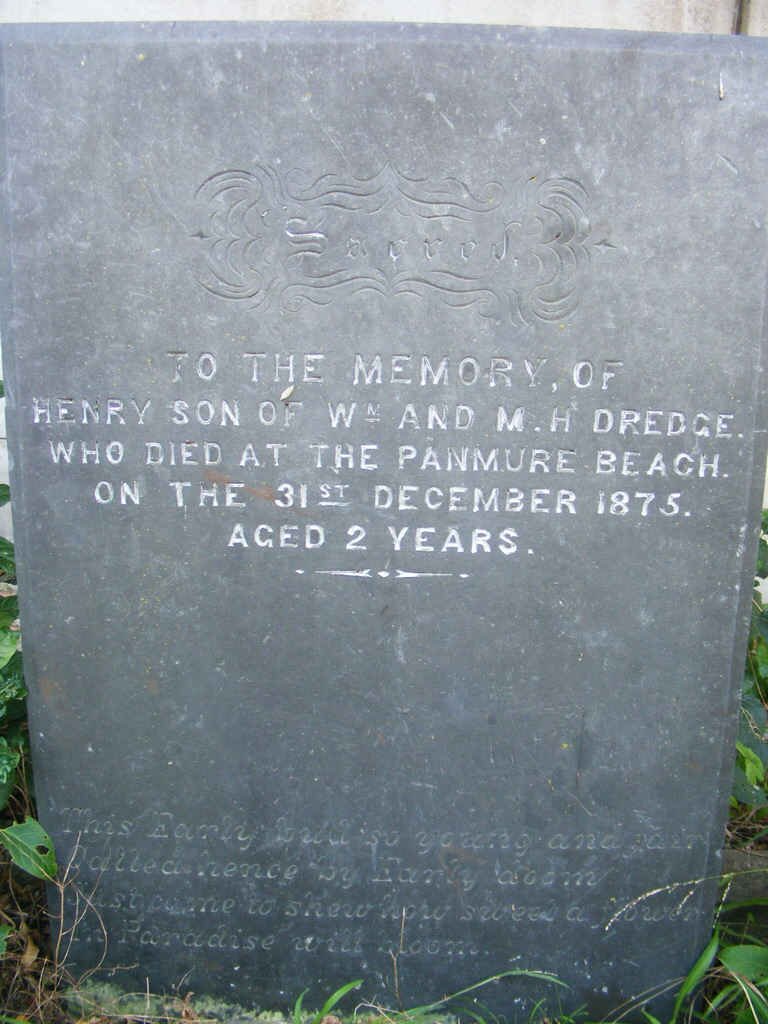 Sacred.
TO THE MEMORY, OF
HENRY SON OF Wᴹ AND M. H DREDGE.
WHO DIED AT THE PANMURE BEACH.
ON THE 31ST DECEMBER 1875.
AGED 2 YEARS.
This Early bud so young and fair
Called hence by Early doom
Just came to shew how sweet a flower
In Paradise will bloom.